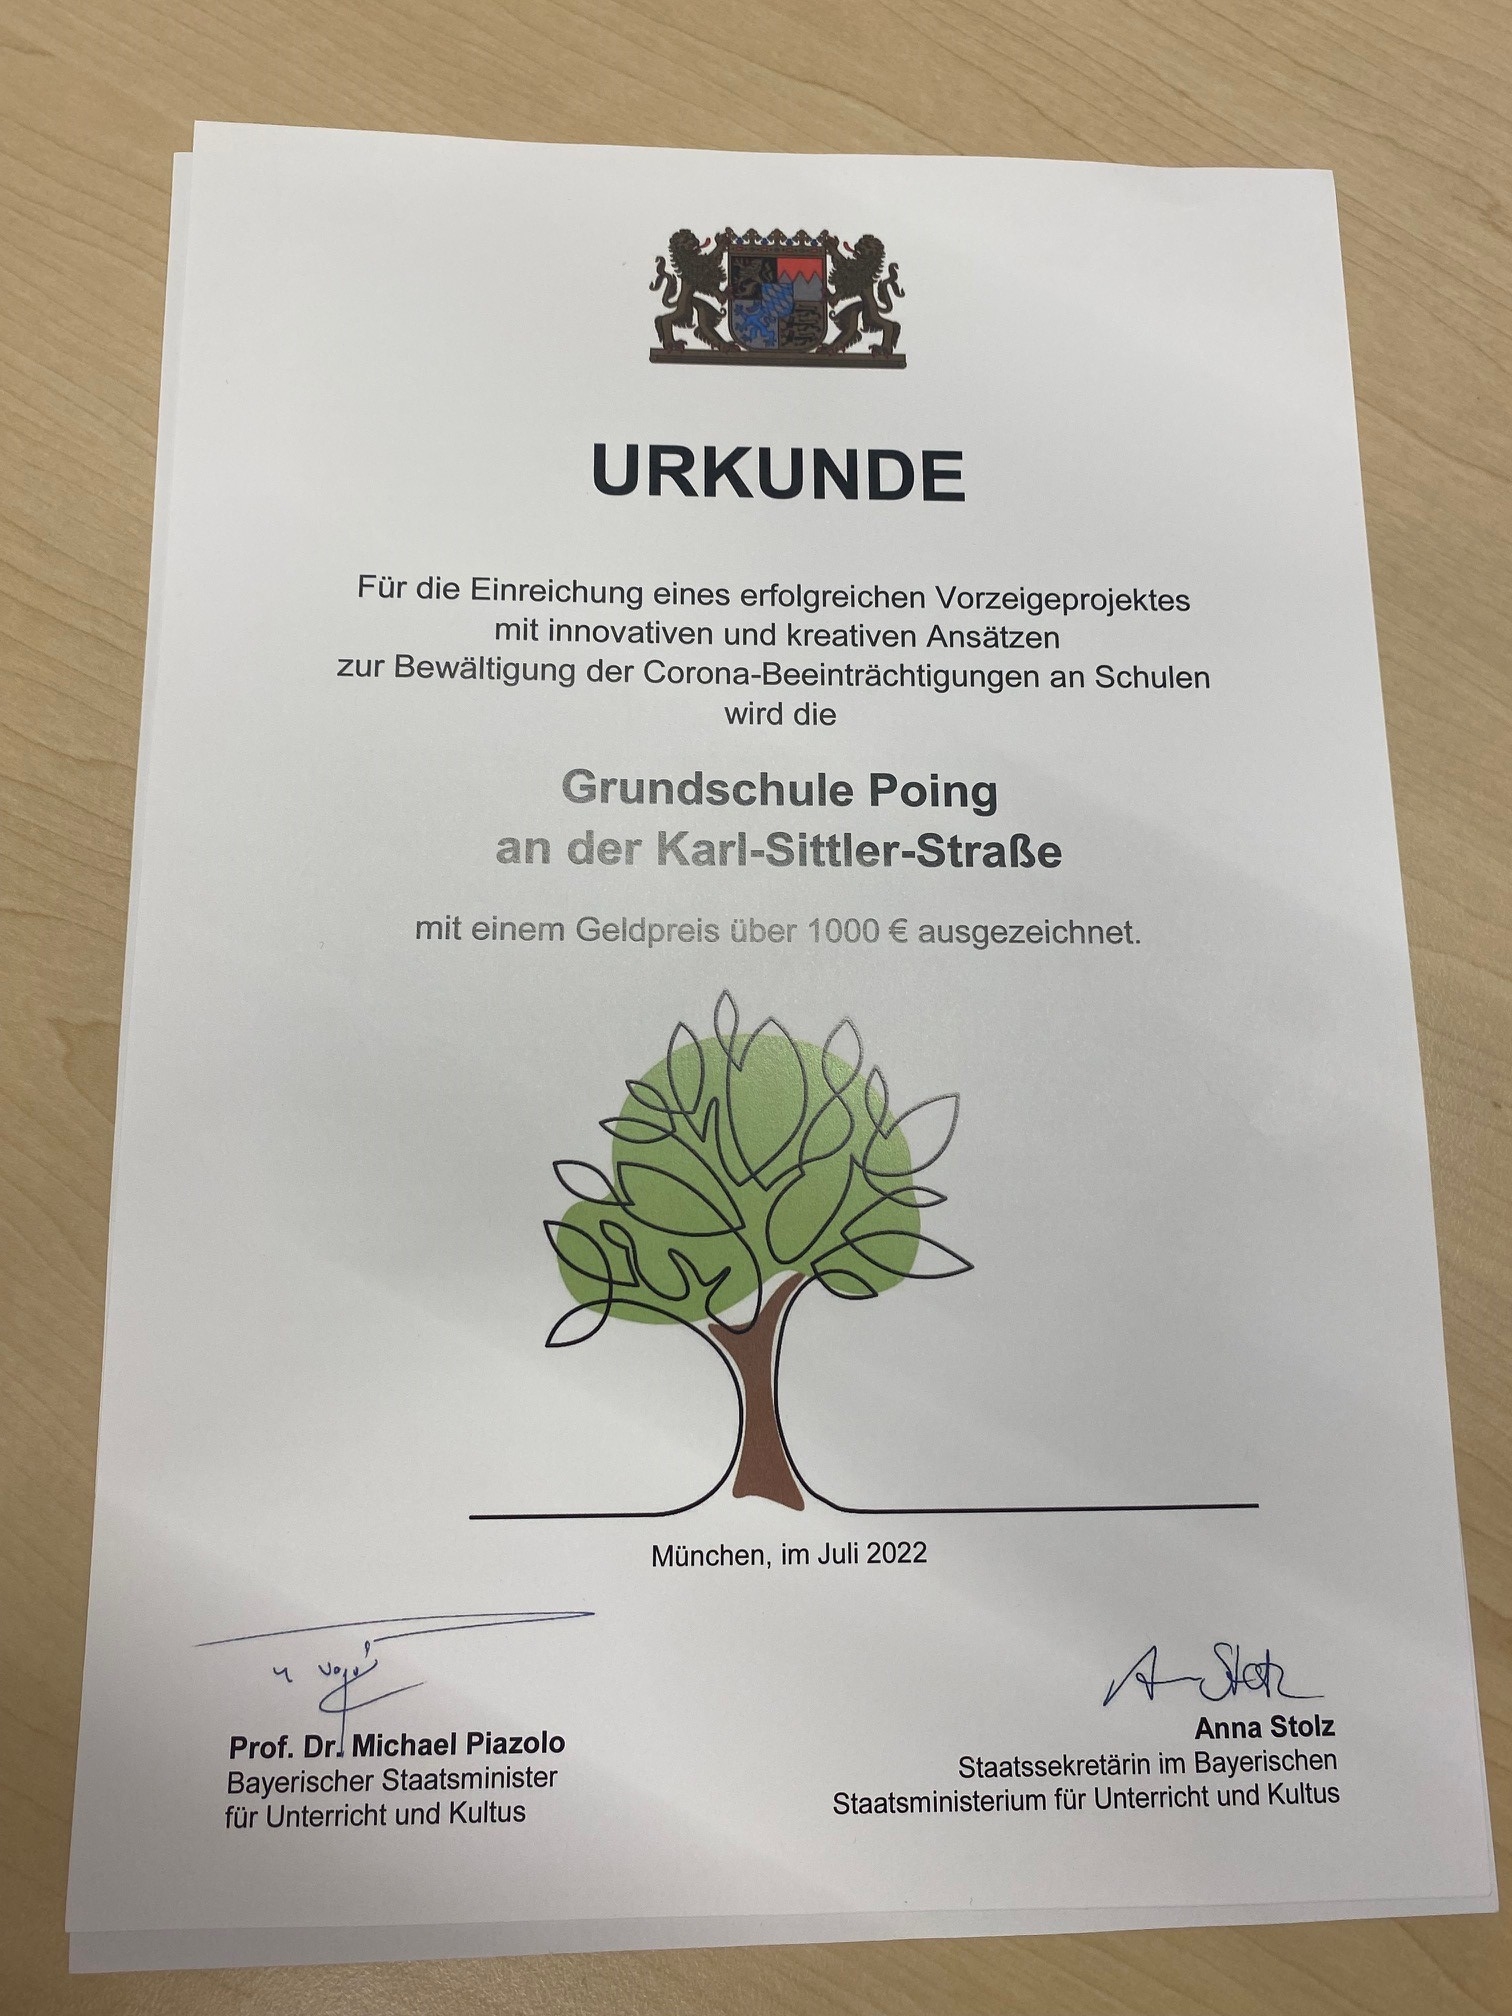 URKUNDE
Für die Einreichung eines erfolgreichen Vorzeigeprojektes
mit innovativen und kreativen Ansätzen
zur Bewältigung der Corona-Beeinträchtigungen an Schulen
wird die
Grundschule Poing
an der Karl-Sittler-Straße
mit einem Geldpreis über 1000 € ausgezeichnet.
München, im Juli 2022
A Stolz
Prof. Dr. Michael Piazolo
Bayerischer Staatsminister
für Unterricht und Kultus
Anna Stolz
Staatssekretärin im Bayerischen
Staatsministerium für Unterricht und Kultus